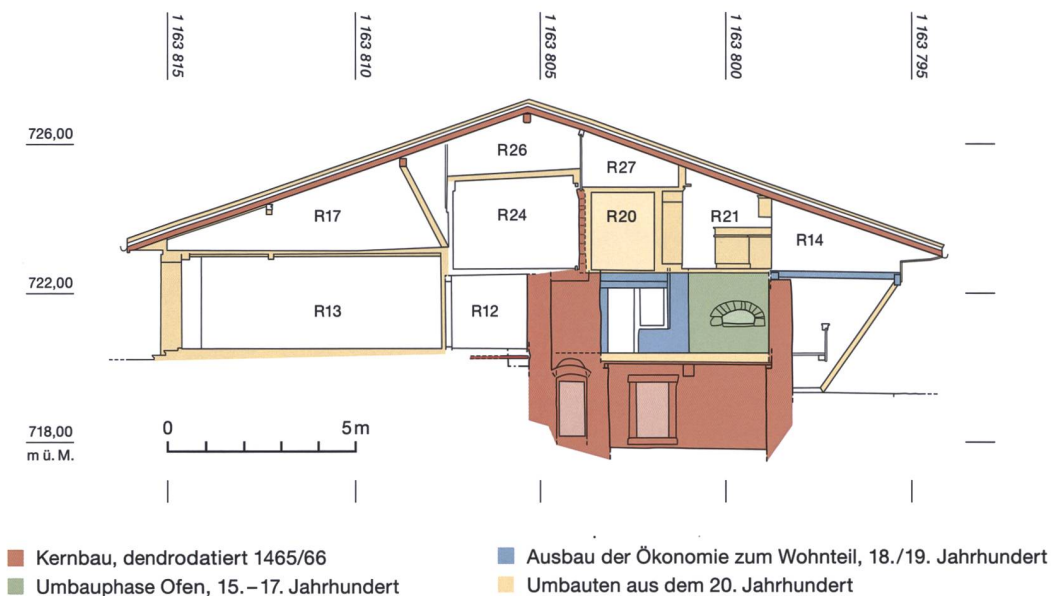 1 163 815
1 163 810
1 163 805
1 163 800
1 163 795
726,00
R26
R27
R17
R24
R20
R21
R14
722,00
R13
R12
718,00
m ü. M.
0
5 m
Kernbau, dendrodatiert 1465/66
Umbauphase Ofen, 15. – 17. Jahrhundert
Ausbau der Ökonomie zum Wohnteil, 18./19. Jahrhundert
Umbauten aus dem 20. Jahrhundert